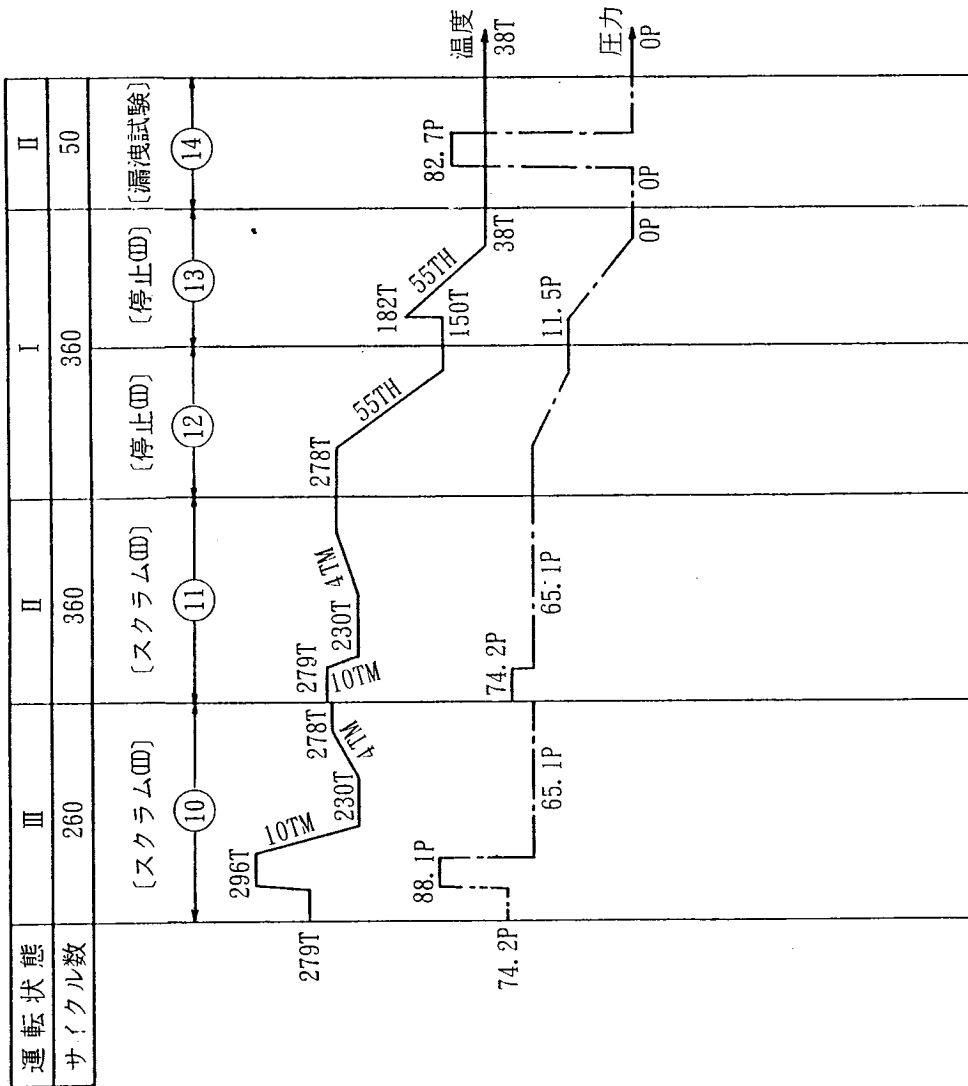 運転状態 Ⅲ Ⅱ Ⅰ Ⅱ
サイクル数 260 360 360 50
〔スクラム(Ⅲ)〕 〔スクラム(Ⅲ)〕 〔停止(Ⅲ)〕 〔停止(Ⅲ)〕 〔漏洩試験〕
⑩ ⑪ ⑫ ⑬ ⑭
279T
296T
10TM
230T
4TM
278T
279T
10TM
230T
4TM
278T
55TH
182T
150T
55TH
38T
温度
38T
74.2P
88.1P
65.1P
74.2P
65.1P
11.5P
0P
82.7P
0P
圧力
0P